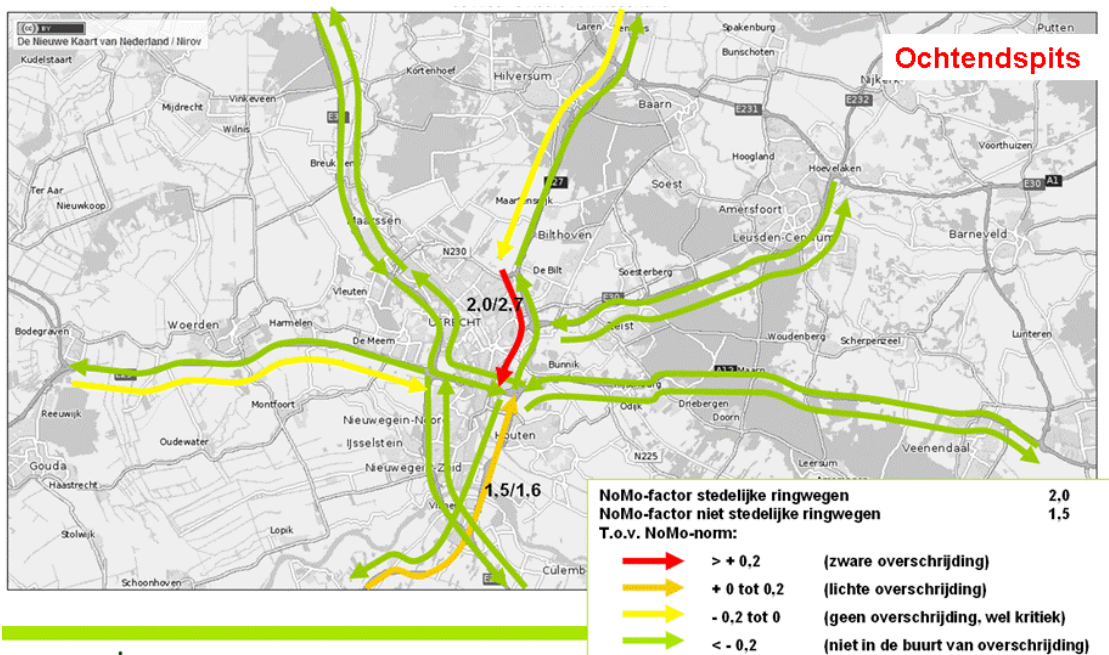 BY
De Nieuwe Kaart van Nederland / Nirov
Ochtendspits
Kudelstaart
Laren
Spakenburg
Putten
Bunschoten
Kortenhoef
Hilversum
Baarn
E231
E232
Mijdrecht
Vinkeveen
Wilnis
Hoogland
Voorthuizen
Hoevelaken
Ter Aar
Nieuwkoop
Soest
E30 A1
Amersfoort
Maarssen
Bilthoven
Leusden-Centrum
Barneveld
N230
De Bilt
Soesterberg
Vleuten
2,0/2,7
UTRECHT
Zeist
Bodegraven
Woerden
Harmelen
De Meern
Woudenberg
Scherpenzeel
Lunteren
Bunnik
A12
Maarn
Reeuwijk
Montfoort
Nieuwegein-Noord
Odijk
Driebergen
Doorn
Oudewater
IJsselstein
Houten
Veenendaal
Gouda
Haastrecht
Nieuwegein-Zuid
N225
Leersum
1,5/1,6
Stolwijk
Lopik
Schoonhoven
Culemb
NoMo-factor stedelijke ringwegen 2,0
NoMo-factor niet stedelijke ringwegen 1,5
T.o.v. NoMo-norm:
> + 0,2 (zware overschrijding)
+ 0 tot 0,2 (lichte overschrijding)
- 0,2 tot 0 (geen overschrijding, wel kritiek)
< - 0,2 (niet in de buurt van overschrijding)